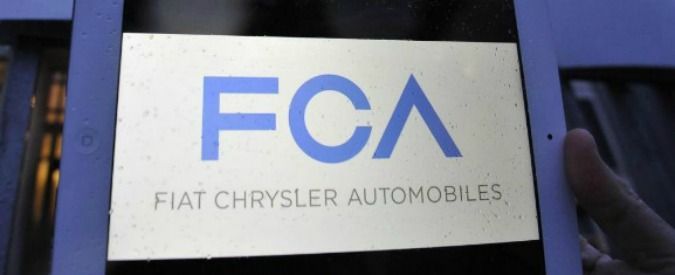 FCA
FIAT CHRYSLER AUTOMOBILES